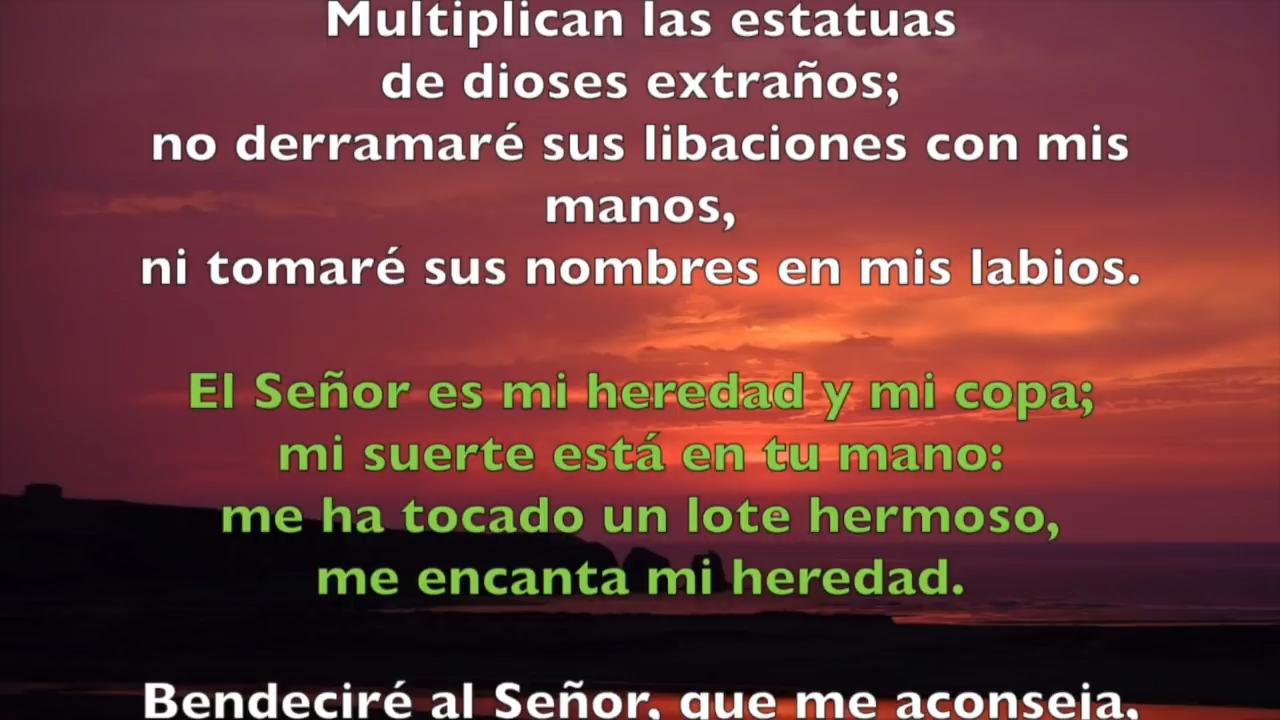 Multiplican las estatuas
de dioses extraños;
no derramaré sus libaciones con mis
manos,
ni tomaré sus nombres en mis labios.
El Señor es mi heredad y mi copa;
mi suerte está en tu mano:
me ha tocado un lote hermoso,
me encanta mi heredad.
Bendeciré al Señor, que me aconseja,